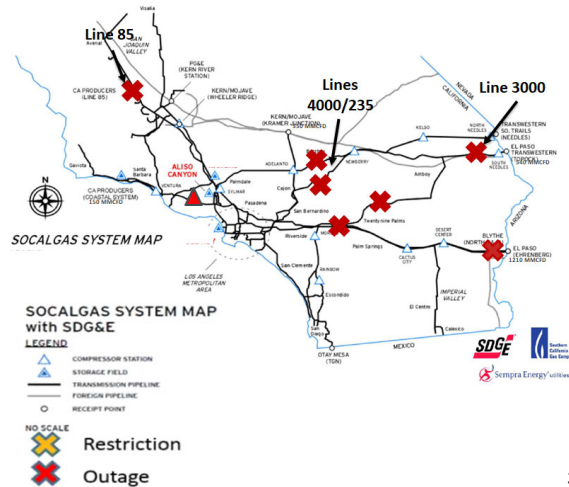 Visalia
Avenal
Line 85
SAN
JOAQUIN
VALLEY
PG&E
(KERN RIVER
STATION)
CA PRODUCERS
(LINE 85)
KERN/MOJAVE
(WHEELER RIDGE)
Lines
4000/235
Line 3000
NEVADA
CALIFORNIA
KERN/MOJAVE
(KRAMER JUNCTION)
550 MMCFD
KELSO
NORTH
NEEDLES
TRANSWESTERN
SO. TRAILS
(NEEDLES)
EL PASO
TRANSWESTERN
SOUTH
NEEDLES
540 MMCFD
NEWBERRY
ADELANTO
Amboy
Goleta
Santa
Barbara
ALISO
CANYON
VENTURA
Palmdale
SYLMAR
Cajon
Pasadena
CA PRODUCERS
(COASTAL SYSTEM)
150 MMCFD
San Bernardino
Twentynine Palms
ARIZONA
SOCALGAS SYSTEM MAP
Riverside
Palm Springs
DESERT
CENTER
CACTUS
CITY
BLYTHE
EL PASO
(EHRENBERG)
1210 MMCFD
LOS ANGELES
METROPOLITAN
AREA
San Clemente
RAINBOW
Escondido
IMPERIAL
VALLEY
El Centro
Calexico
San
Diego
MEXICO
OTAY MESA
(TGN)
SOCALGAS SYSTEM MAP
with SDG&E
LEGEND
COMPRESSOR STATION
STORAGE FIELD
TRANSMISSION PIPELINE
FOREIGN PIPELINE
RECEIPT POINT
NO SCALE
Restriction
Outage
SDGE
Southern
California
Gas Company
Sempra Energy utilities